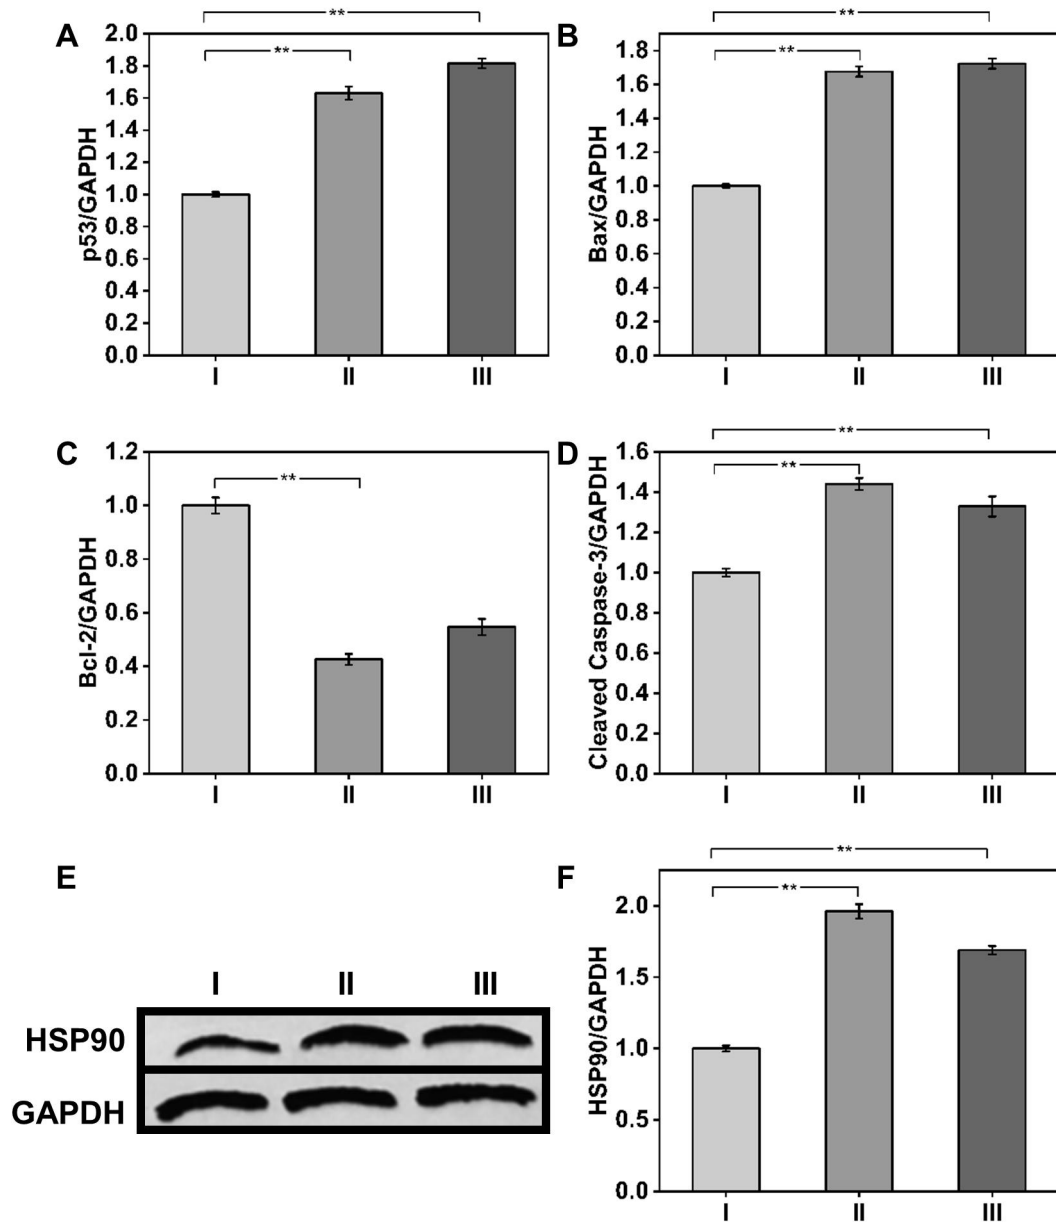 A
**
**
p53/GAPDH
2.0
1.8
1.6
1.4
1.2
1.0
0.8
0.6
0.4
0.2
0.0
I II III
B
**
**
Bax/GAPDH
1.8
1.6
1.4
1.2
1.0
0.8
0.6
0.4
0.2
0.0
I II III
C
**
Bcl-2/GAPDH
1.2
1.0
0.8
0.6
0.4
0.2
0.0
I II III
D
**
**
Cleaved Caspase-3/GAPDH
1.6
1.4
1.2
1.0
0.8
0.6
0.4
0.2
0.0
I II III
E
I II III
HSP90
GAPDH
F
**
**
HSP90/GAPDH
2.0
1.5
1.0
0.5
0.0
I II III